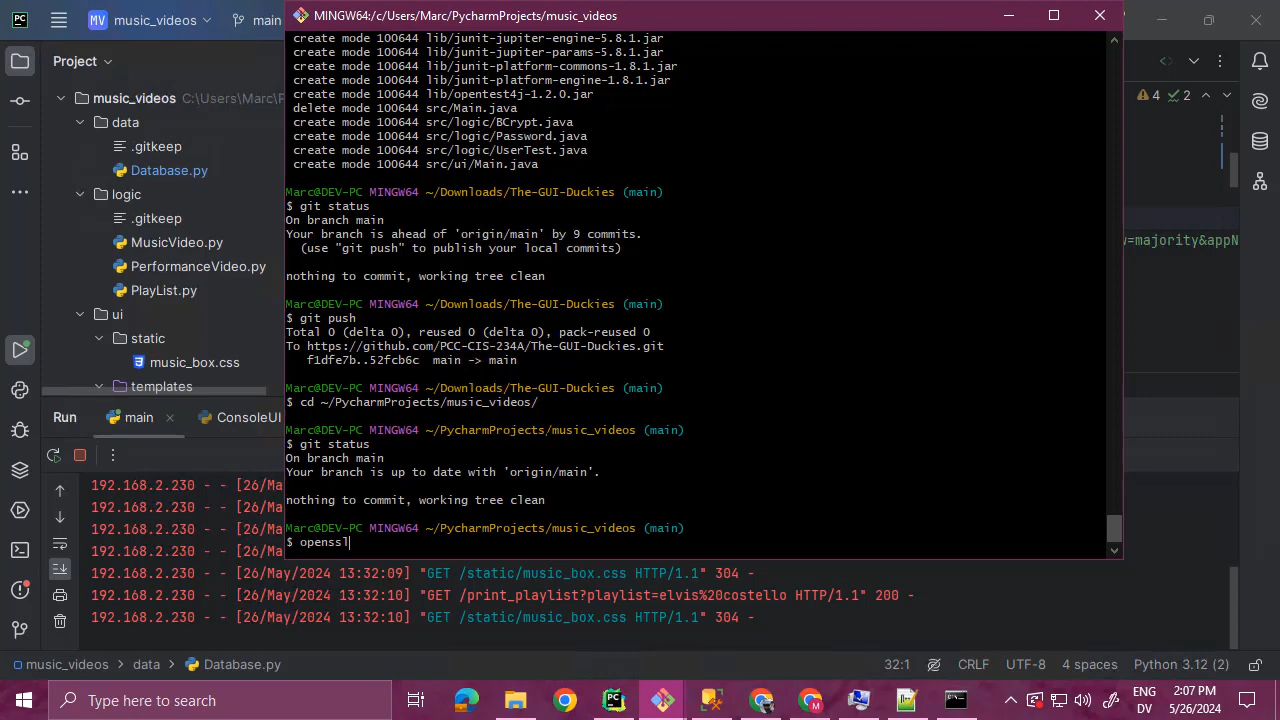 MV music_videos main
MINGW64:/c/Users/Marc/PycharmProjects/music_videos
Project
music_videos C:\Users\Marc\P
data
.gitkeep
Database.py
logic
.gitkeep
MusicVideo.py
PerformanceVideo.py
PlayList.py
ui
static
music_box.css
templates
create mode 100644 lib/junit-jupiter-engine-5.8.1.jar
create mode 100644 lib/junit-jupiter-params-5.8.1.jar
create mode 100644 lib/junit-platform-commons-1.8.1.jar
create mode 100644 lib/junit-platform-engine-1.8.1.jar
create mode 100644 lib/opentest4j-1.2.0.jar
delete mode 100644 src/Main.java
create mode 100644 src/logic/BCrypt.java
create mode 100644 src/logic/Password.java
create mode 100644 src/logic/UserTest.java
create mode 100644 src/ui/Main.java
Marc@DEV-PC MINGW64 ~/Downloads/The-GUI-Duckies (main)
$ git status
On branch main
Your branch is ahead of 'origin/main' by 9 commits.
(use "git push" to publish your local commits)
nothing to commit, working tree clean
Marc@DEV-PC MINGW64 ~/Downloads/The-GUI-Duckies (main)
$ git push
Total 0 (delta 0), reused 0 (delta 0), pack-reused 0
To https://github.com/PCC-CIS-234A/The-GUI-Duckies.git
f1dfe7b..52fcb6c main -> main
Marc@DEV-PC MINGW64 ~/Downloads/The-GUI-Duckies (main)
$ cd ~/PycharmProjects/music_videos/
Marc@DEV-PC MINGW64 ~/PycharmProjects/music_videos (main)
$ git status
On branch main
Your branch is up to date with 'origin/main'.
nothing to commit, working tree clean
Marc@DEV-PC MINGW64 ~/PycharmProjects/music_videos (main)
$ openssl
4 2
w=majority&appN
Run main ConsoleUI
192.168.2.230 - - [26/Ma
192.168.2.230 - - [26/Ma
192.168.2.230 - - [26/Ma
192.168.2.230 - - [26/Ma
192.168.2.230 - - [26/May/2024 13:32:09] "GET /static/music_box.css HTTP/1.1" 304 -
192.168.2.230 - - [26/May/2024 13:32:10] "GET /print_playlist?playlist=elvis%20costello HTTP/1.1" 200 -
192.168.2.230 - - [26/May/2024 13:32:10] "GET /static/music_box.css HTTP/1.1" 304 -
music_videos > data > Database.py 32:1 CRLF UTF-8 4 spaces Python 3.12 (2)
Type here to search
ENG
DV
2:07 PM
5/26/2024